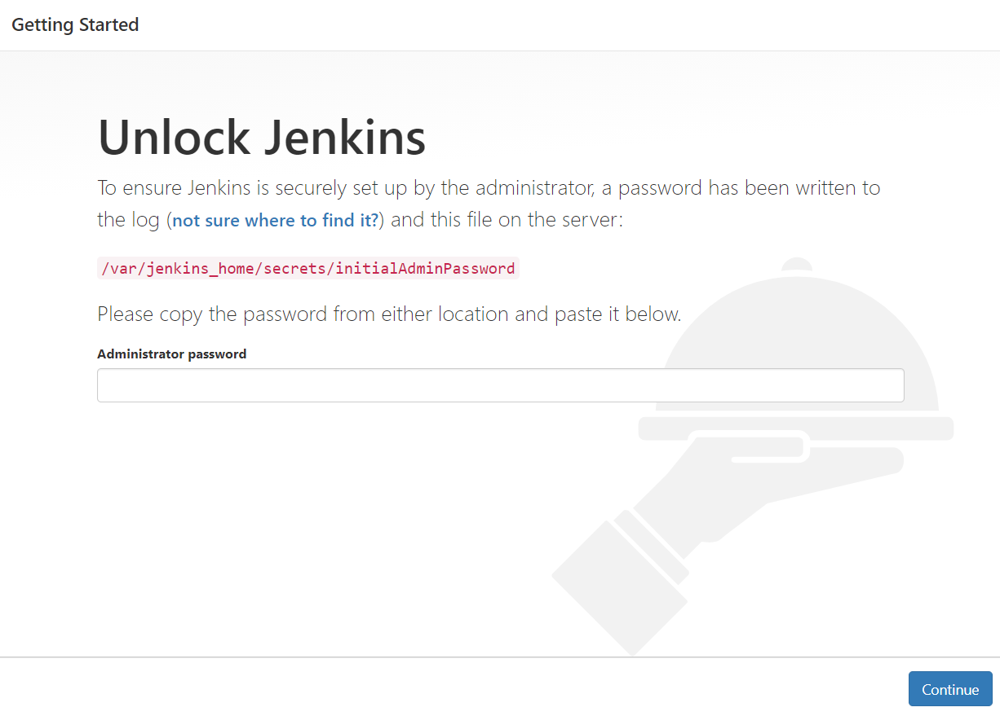 Getting Started
Unlock Jenkins
To ensure Jenkins is securely set up by the administrator, a password has been written to
the log (not sure where to find it?) and this file on the server:
/var/jenkins_home/secrets/initialAdminPassword
Please copy the password from either location and paste it below.
Administrator password
Continue